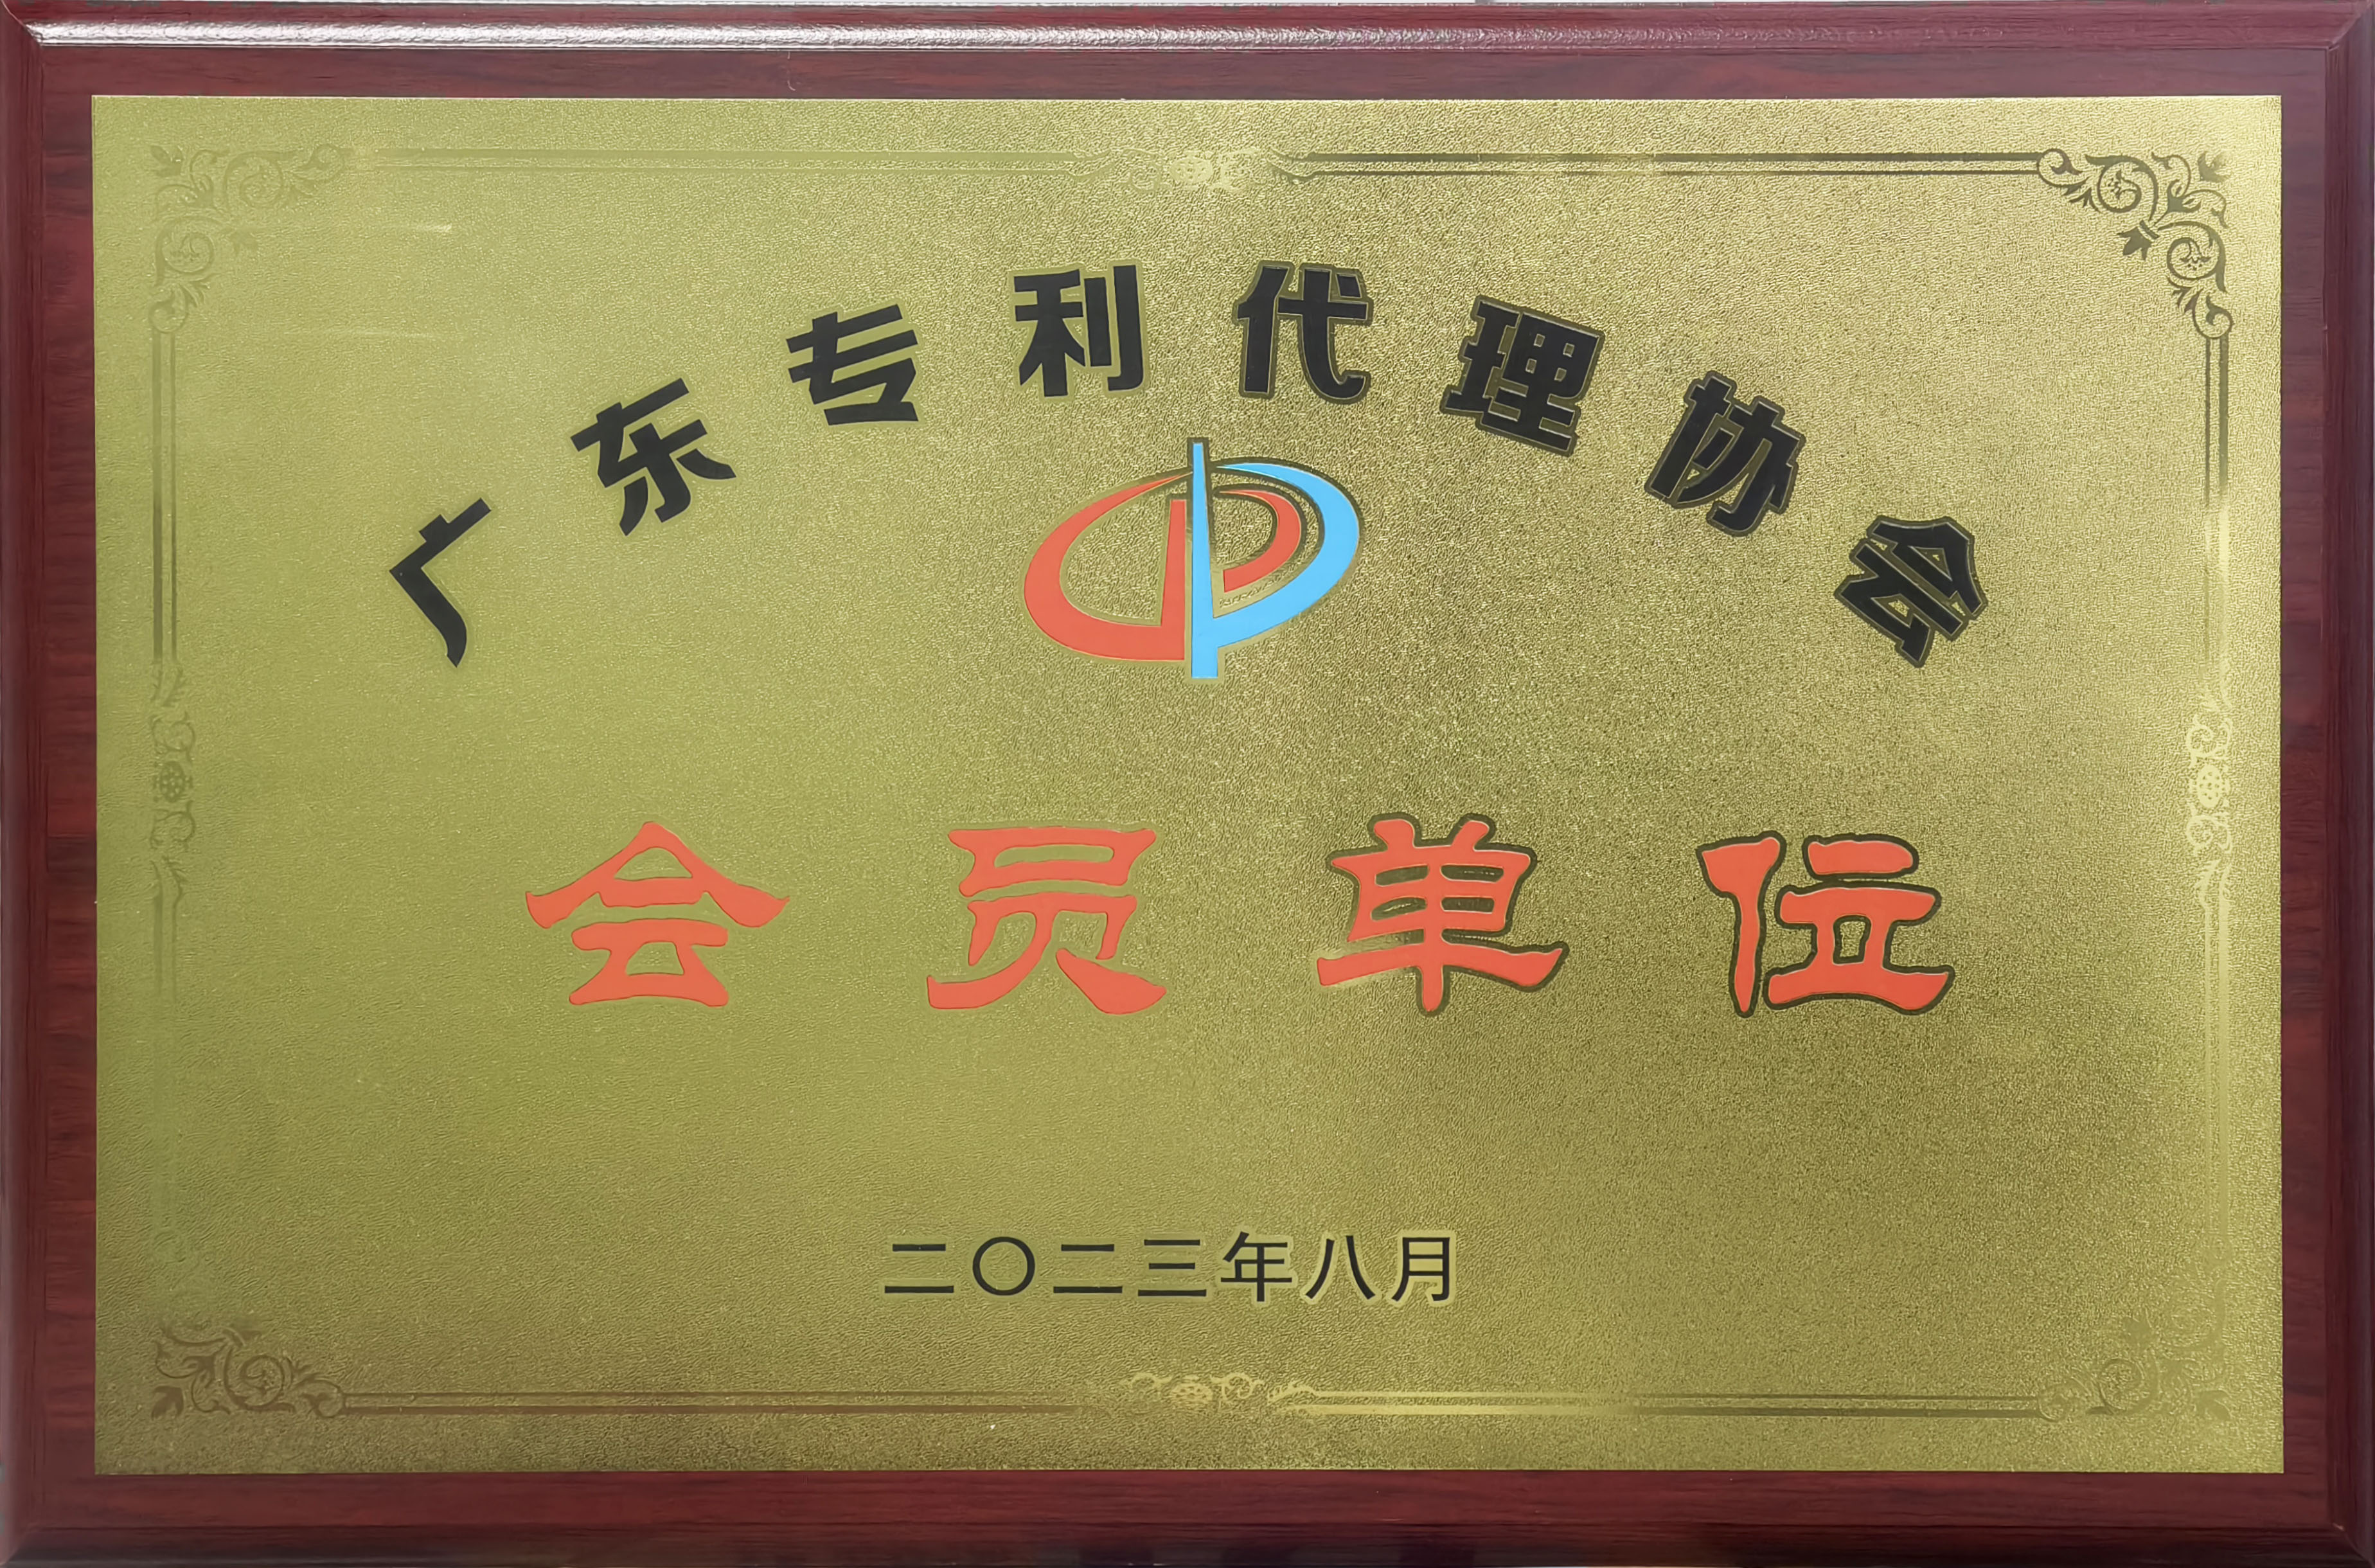 广东专利代理协会
会员单位
二〇二三年八月